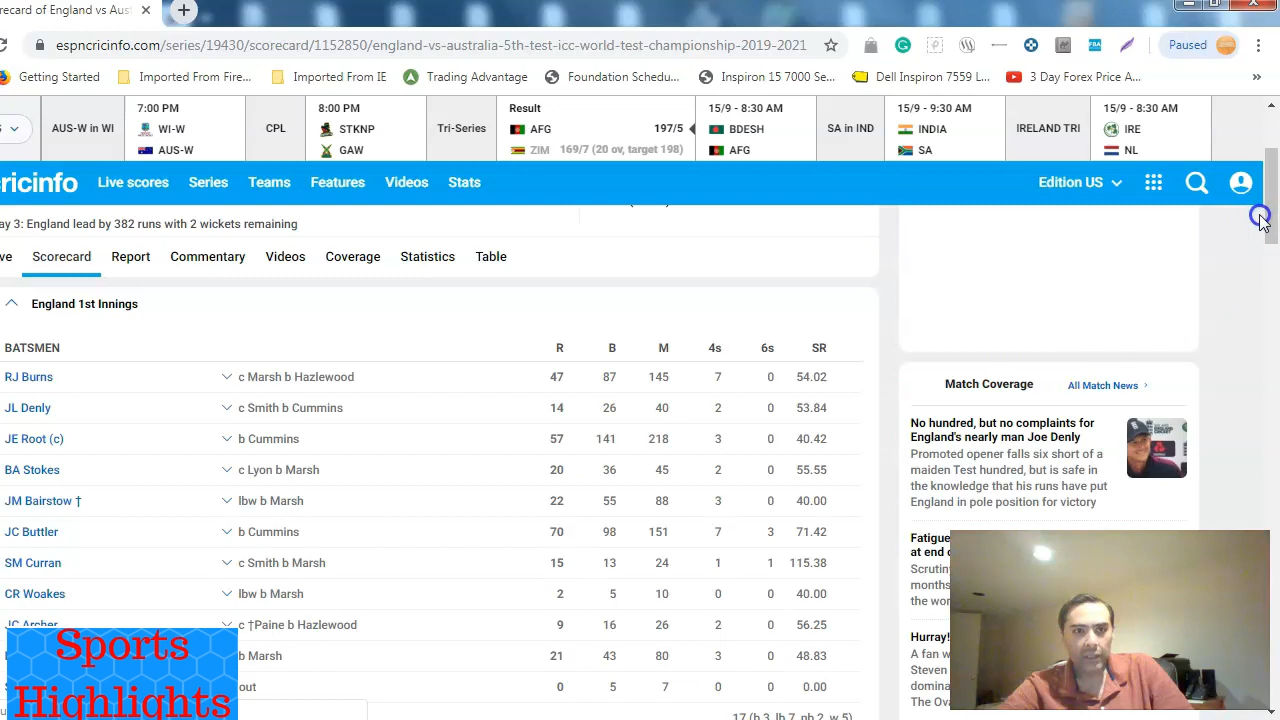 recard of England vs Aust
espncricinfo.com/series/19430/scorecard/115281/england-vs-australia-5th-test-icc-world-test-championship-2019-2021
Paused
Getting Started Imported From Fire... Imported From IE Trading Advantage Foundation Schedu... Inspiron 15 7000 Se... Dell Inspiron 7559 L... 3 Day Forex Price A... »
AUS-W in WI
7:00 PM
WI-W
AUS-W
CPL
8:00 PM
STKNP
GAW
Tri-Series
Result
AFG 197/5
ZIM 169/7 (20 ov, target 198)
15/9 - 8:30 AM
BDESH
AFG
SA in IND
15/9 - 9:30 AM
INDIA
SA
IRELAND TRI
15/9 - 8:30 AM
IRE
NL
ricinfo Live scores Series Teams Features Videos Stats Edition US
ay 3: England lead by 382 runs with 2 wickets remaining
ve Scorecard Report Commentary Videos Coverage Statistics Table
England 1st Innings
BATSMEN R B M 4s 6s SR
RJ Burns c Marsh b Hazlewood 47 87 145 7 0 54.02
JL Denly c Smith b Cummins 14 26 40 2 0 53.84
JE Root (c) b Cummins 57 141 218 3 0 40.42
BA Stokes c Lyon b Marsh 20 36 45 2 0 55.55
JM Bairstow † lbw b Marsh 22 55 88 3 0 40.00
JC Buttler b Cummins 70 98 151 7 3 71.42
SM Curran c Smith b Marsh 15 13 24 1 1 115.38
CR Woakes lbw b Marsh 2 5 10 0 0 40.00
JC Archer c †Paine b Hazlewood 9 16 26 2 0 56.25
b Marsh 21 43 80 3 0 48.83
out 0 5 7 0 0 0.00
17 (b 3, lb 7, nb 2, w 5)
Match Coverage All Match News
No hundred, but no complaints for
England's nearly man Joe Denly
Promoted opener falls six short of a
maiden Test hundred, but is safe in
the knowledge that his runs have put
England in pole position for victory
Fatigue
at end
Scrutin
months
the wor
Hurray!
A fan w
Steven
domina
The Ova
Sports
Highlights